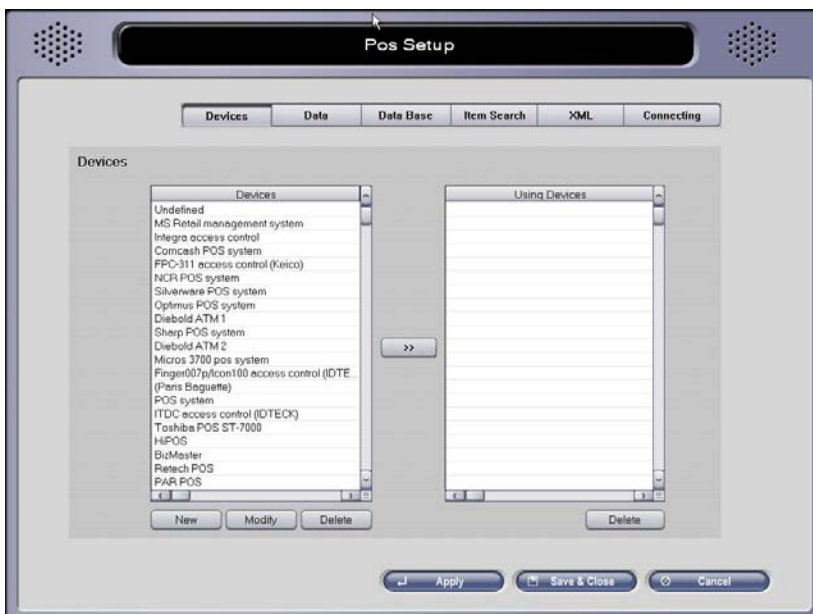 Pos Setup
Devices
Data
Data Base
Item Search
XML
Connecting
Devices
Devices
Undefined
MS Retail management system
Integra access control
Comcash POS system
FPC-311 access control (Keico)
NCR POS system
Silverware POS system
Optimus POS system
Diebold ATM 1
Sharp POS system
Diebold ATM 2
Micros 3700 pos system
Finger007p/Icon100 access control (IDTE...
(Paris Baguette)
POS system
ITDC access control (IDTECK)
Toshiba POS ST-7000
HiPOS
BizMaster
Retech POS
PAR POS
Using Devices
>>
New
Modify
Delete
Delete
Apply
Save & Close
Cancel